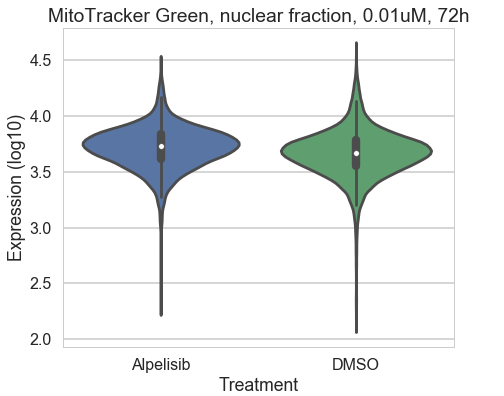 MitoTracker Green, nuclear fraction, 0.01uM, 72h
4.5
4.0
3.5
3.0
2.5
2.0
Expression (log10)
Alpelisib
DMSO
Treatment